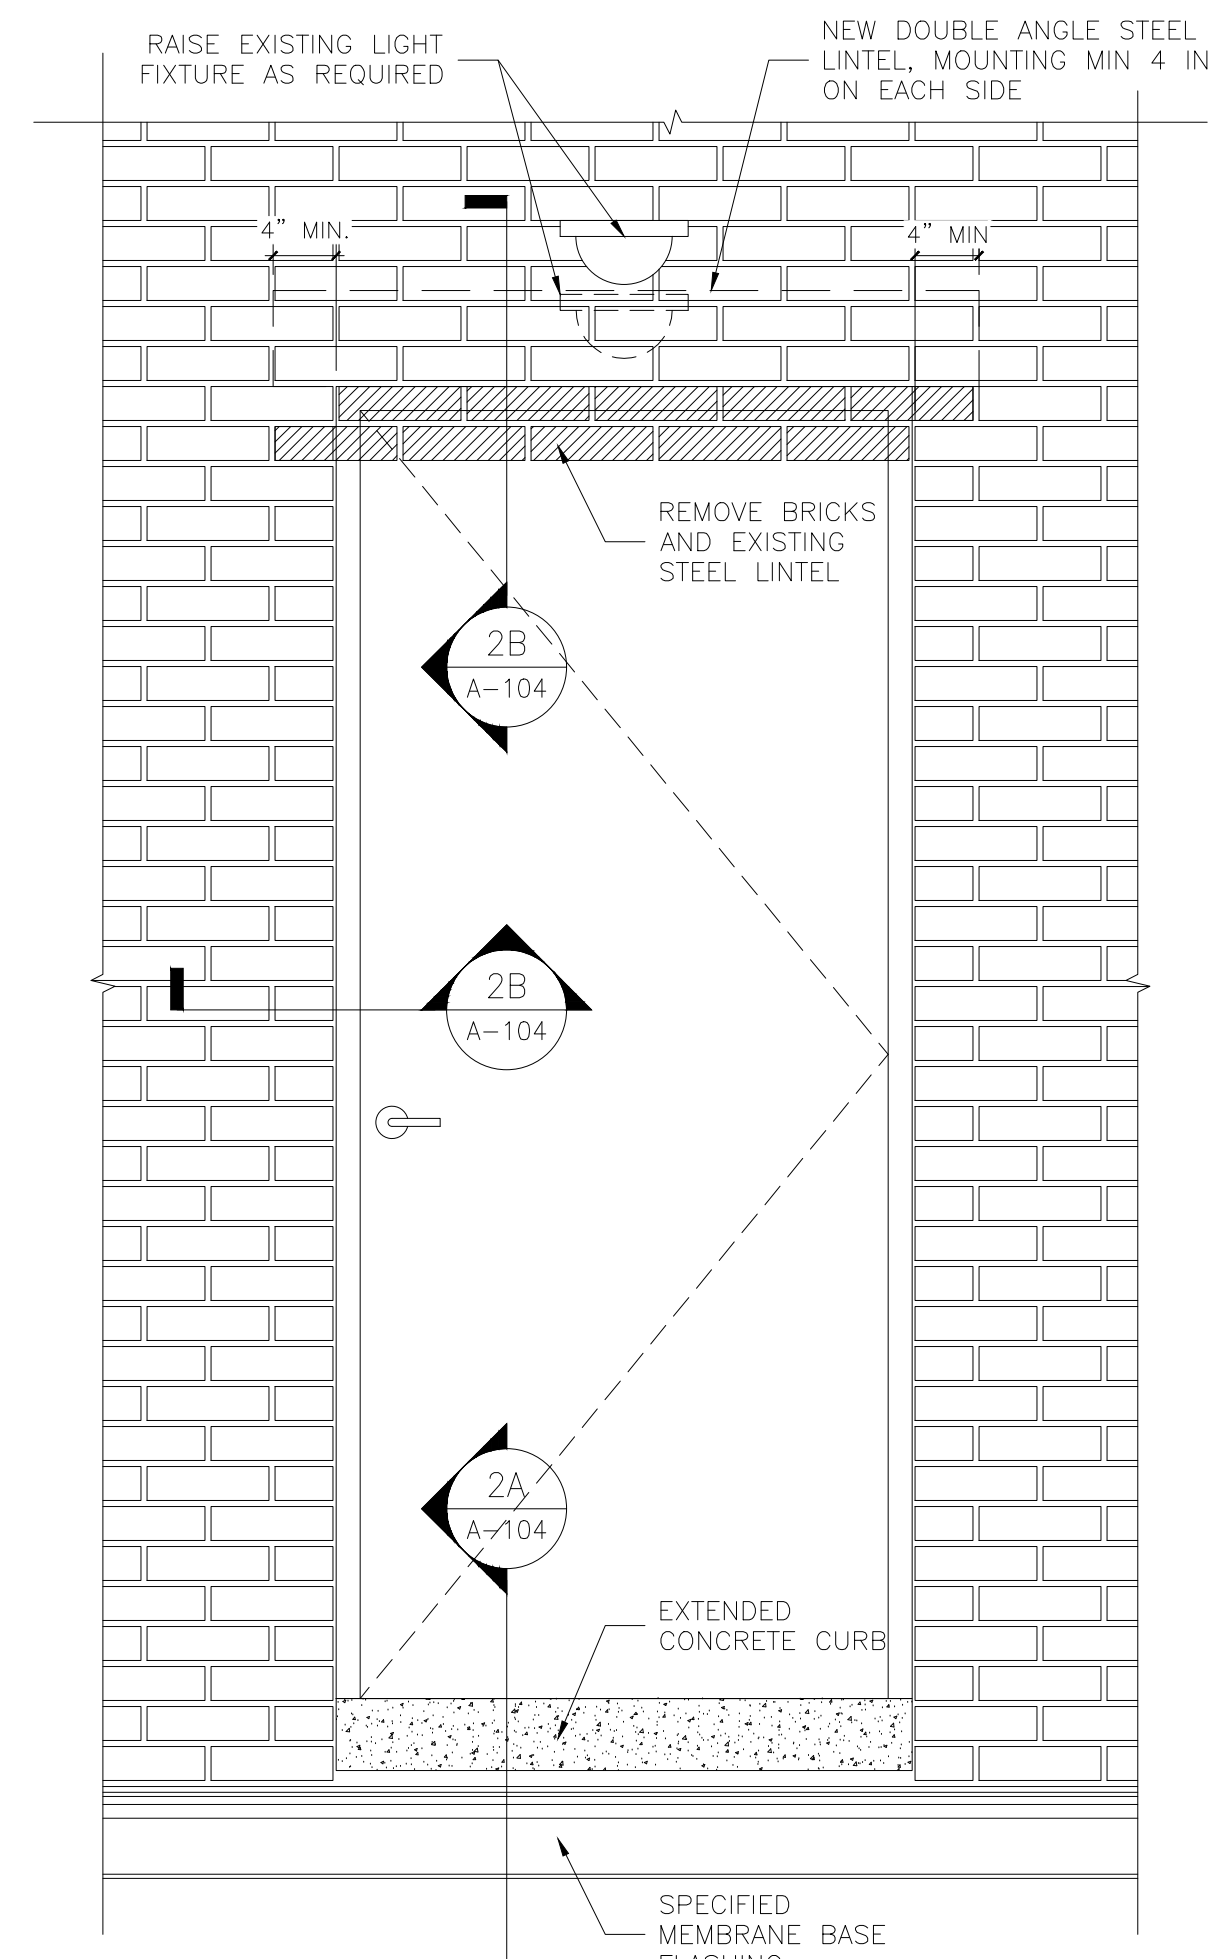 RAISE EXISTING LIGHT
FIXTURE AS REQUIRED
NEW DOUBLE ANGLE STEEL
LINTEL, MOUNTING MIN 4 IN
ON EACH SIDE
4" MIN.
4" MIN
REMOVE BRICKS
AND EXISTING
STEEL LINTEL
2B
A-104
2B
A-104
2A
A-104
EXTENDED
CONCRETE CURB
SPECIFIED
MEMBRANE BASE